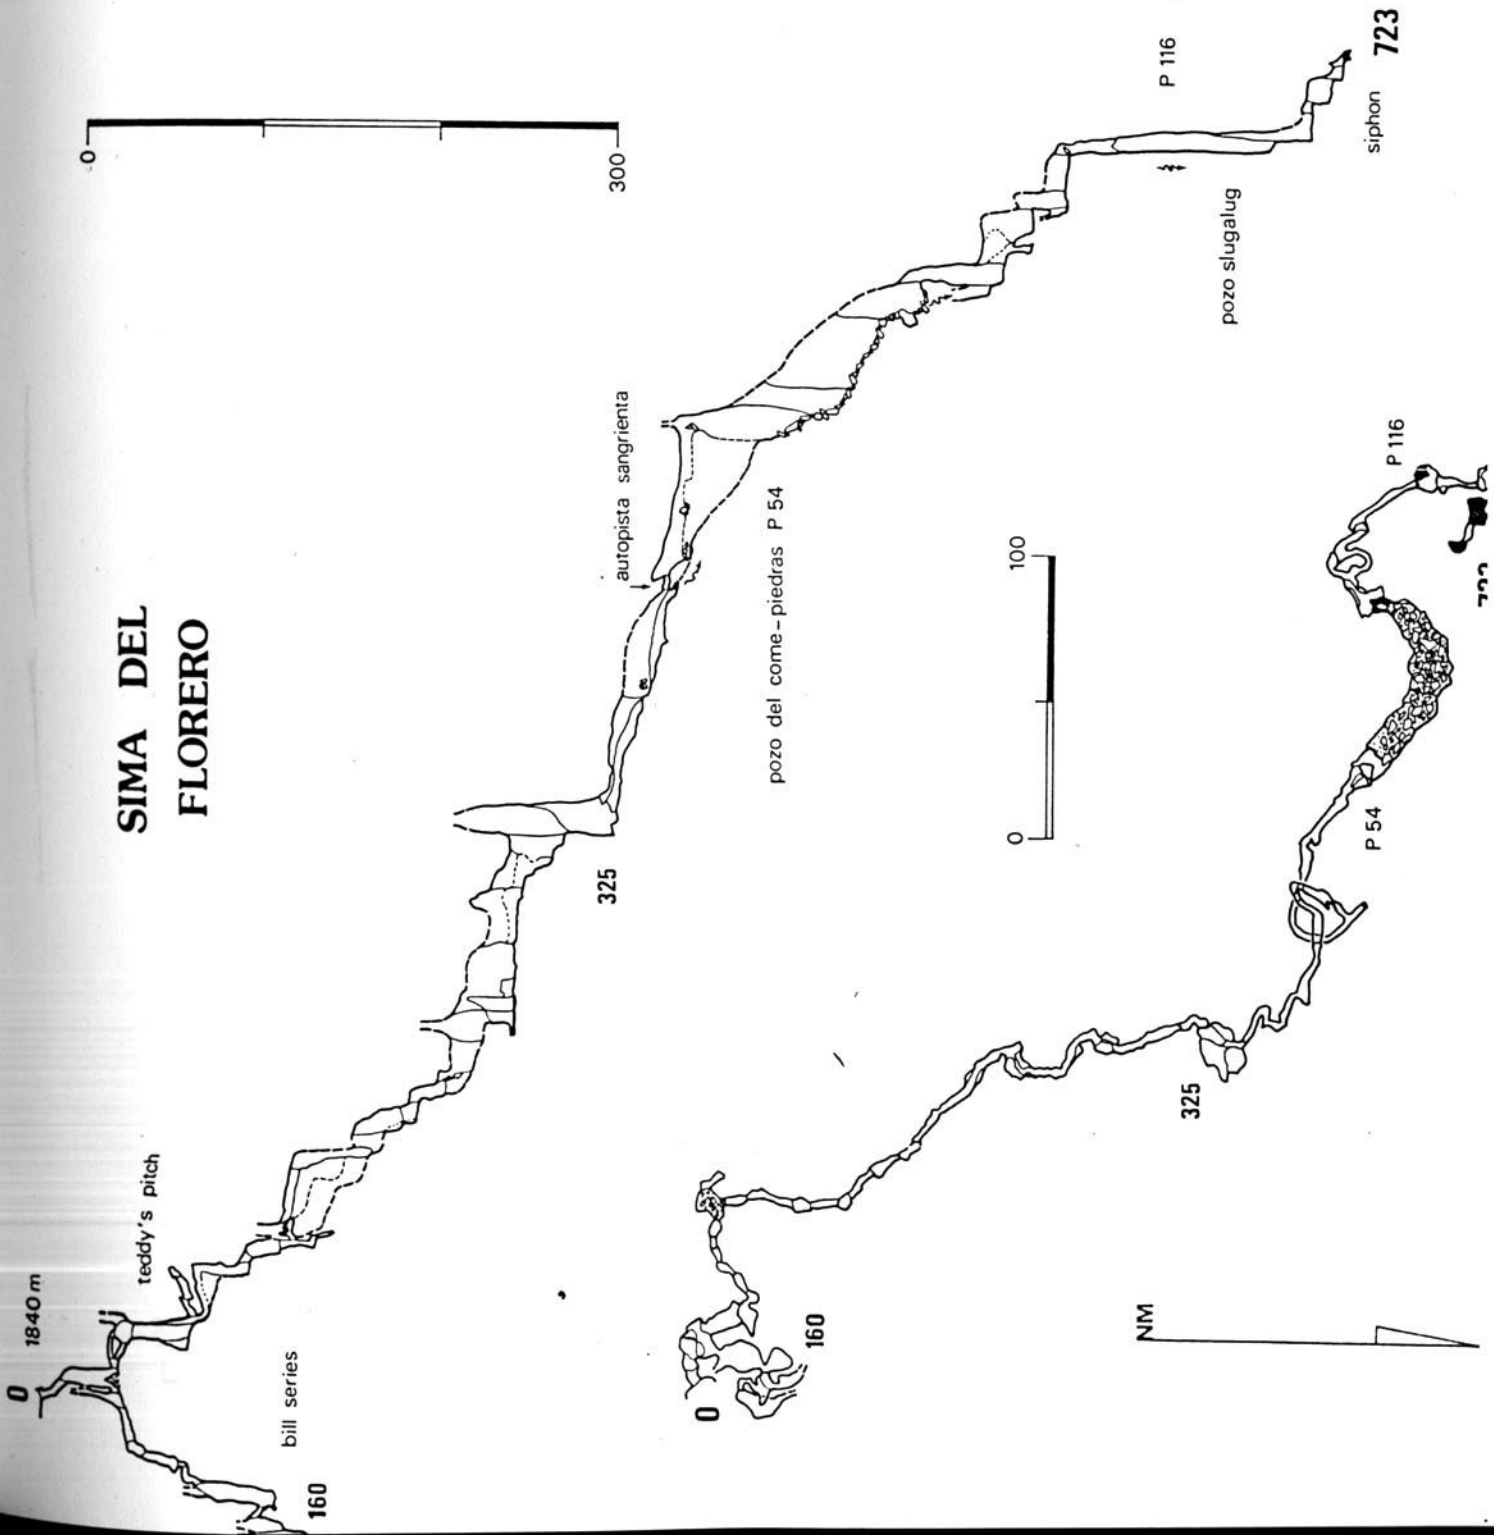 SIMA DEL
FLORERO
0
1840 m
teddy's pitch
bill series
160
325
autopista sangrienta
pozo del come-piedras P 54
pozo slugalug
P 116
siphon
723
0
300
0
100
0
160
325
P 54
P 116
NM